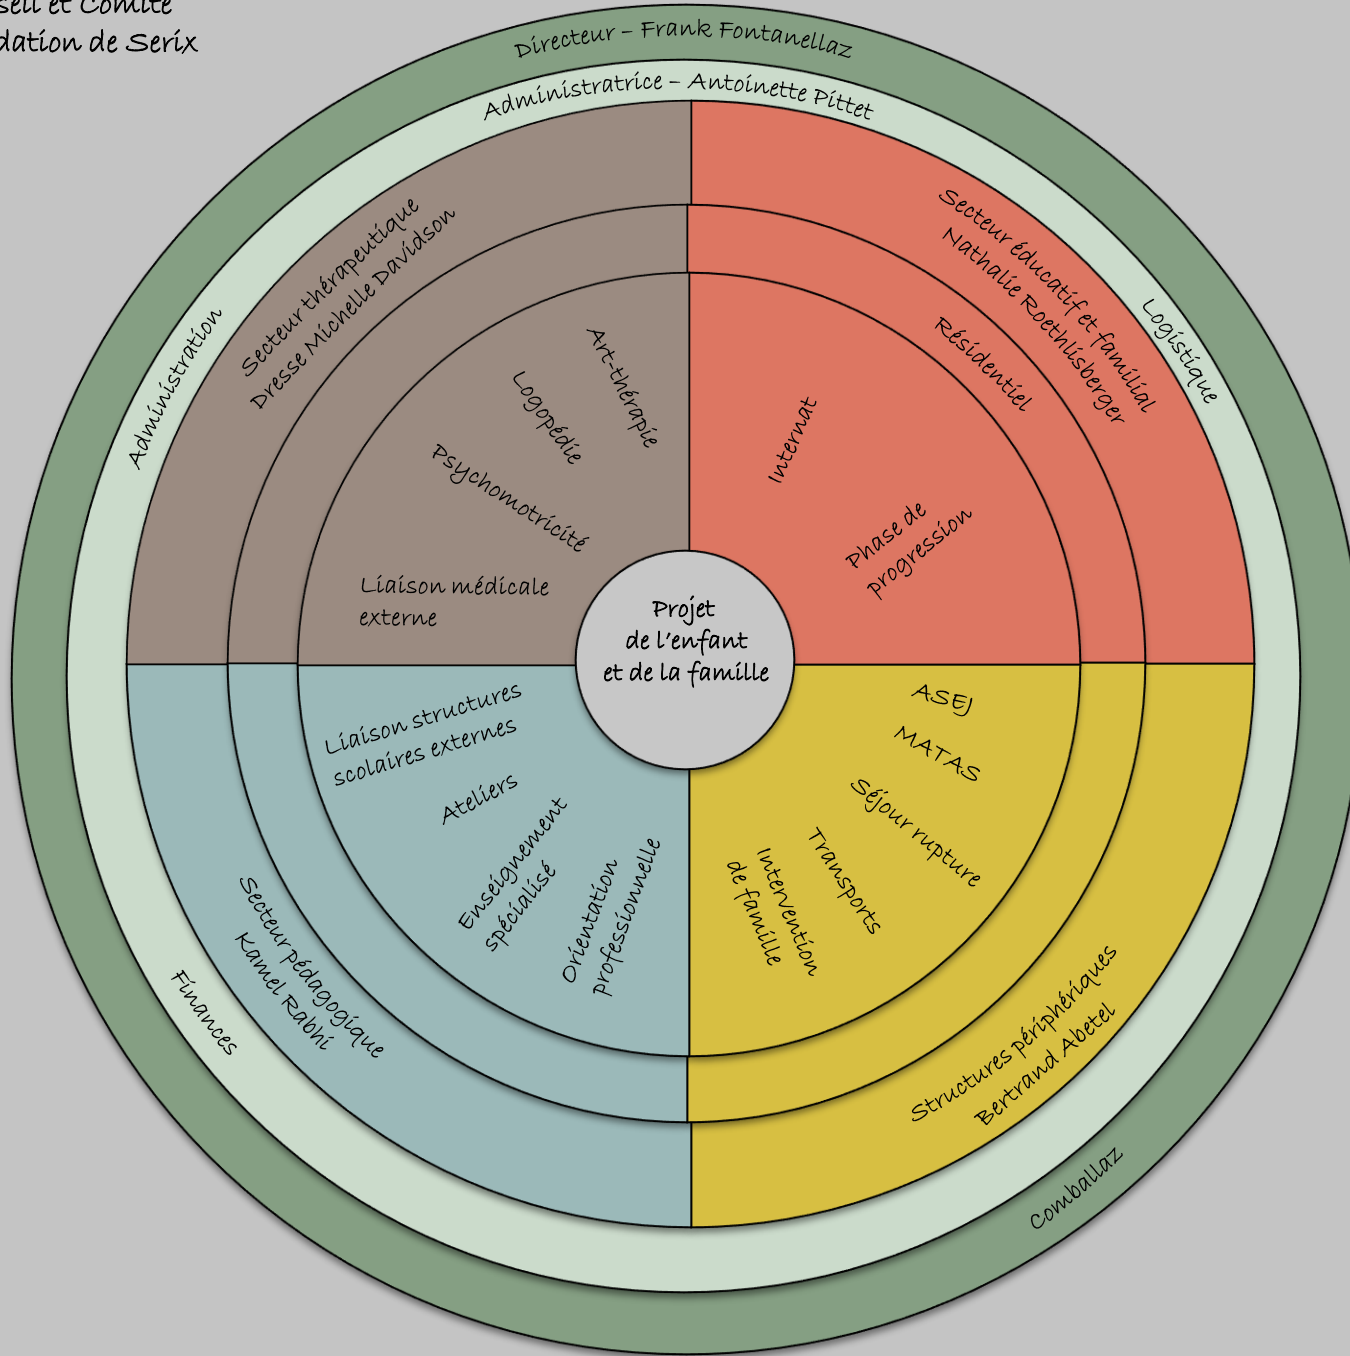 et Comité
de Serix
Directeur – Frank Fontanellaz
Administratrice – Antoinette Pittet
Administration
Logistique
Finances
Comballaz
Secteur thérapeutique
Dresse Michelle Davidson
Art-thérapie
Logopédie
Psychomotricité
Liaison médicale
externe
Secteur éducatif et familial
Nathalie Roethlisberger
Résidentiel
Internat
Phase de
progression
Projet
de l'enfant
et de la famille
ASEJ
MATAS
Séjour rupture
Transports
Intervention
de famille
Structures périphériques
Bertrand Abetel
Liaison structures
scolaires externes
Ateliers
Enseignement
spécialisé
Orientation
professionnelle
Secteur pédagogique
Kamel Rabhi